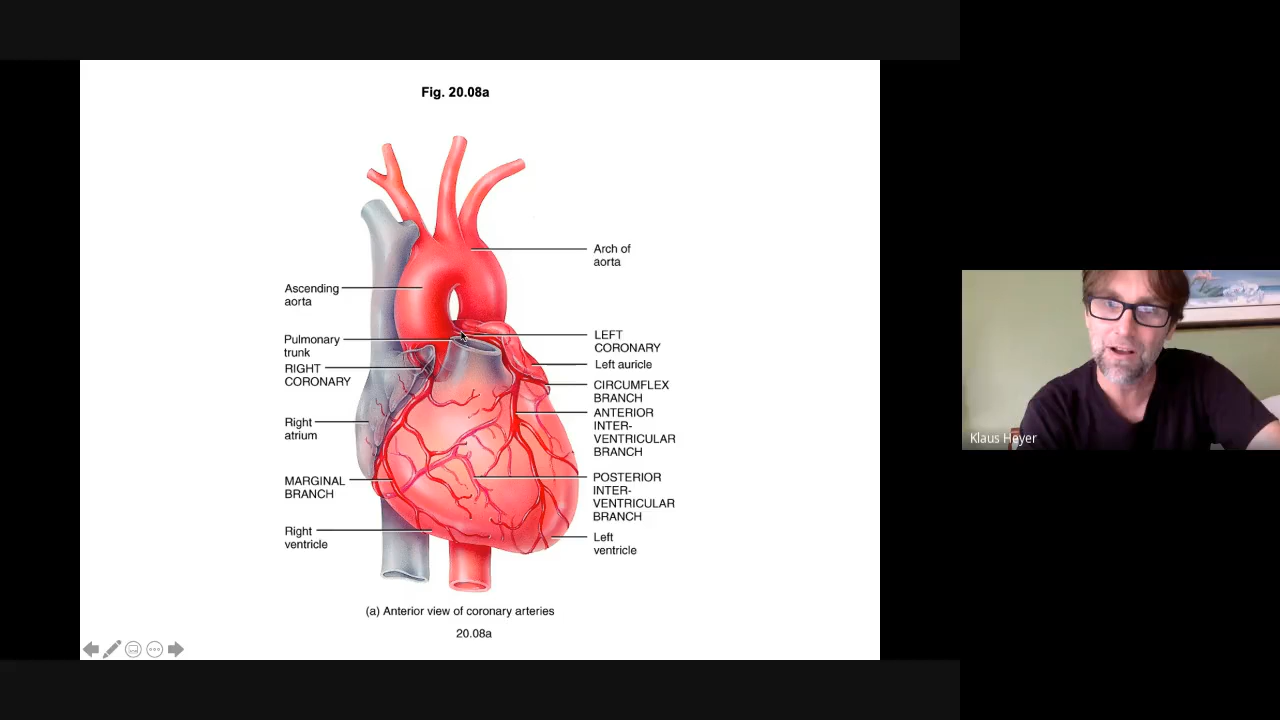 Fig. 20.08a
Arch of
aorta
Ascending
aorta
Pulmonary
trunk
LEFT
CORONARY
RIGHT
CORONARY
Left auricle
CIRCUMFLEX
BRANCH
ANTERIOR
INTER-
VENTRICULAR
BRANCH
Right
atrium
MARGINAL
BRANCH
POSTERIOR
INTER-
VENTRICULAR
BRANCH
Right
ventricle
Left
ventricle
(a) Anterior view of coronary arteries
20.08a
Klaus Heyer